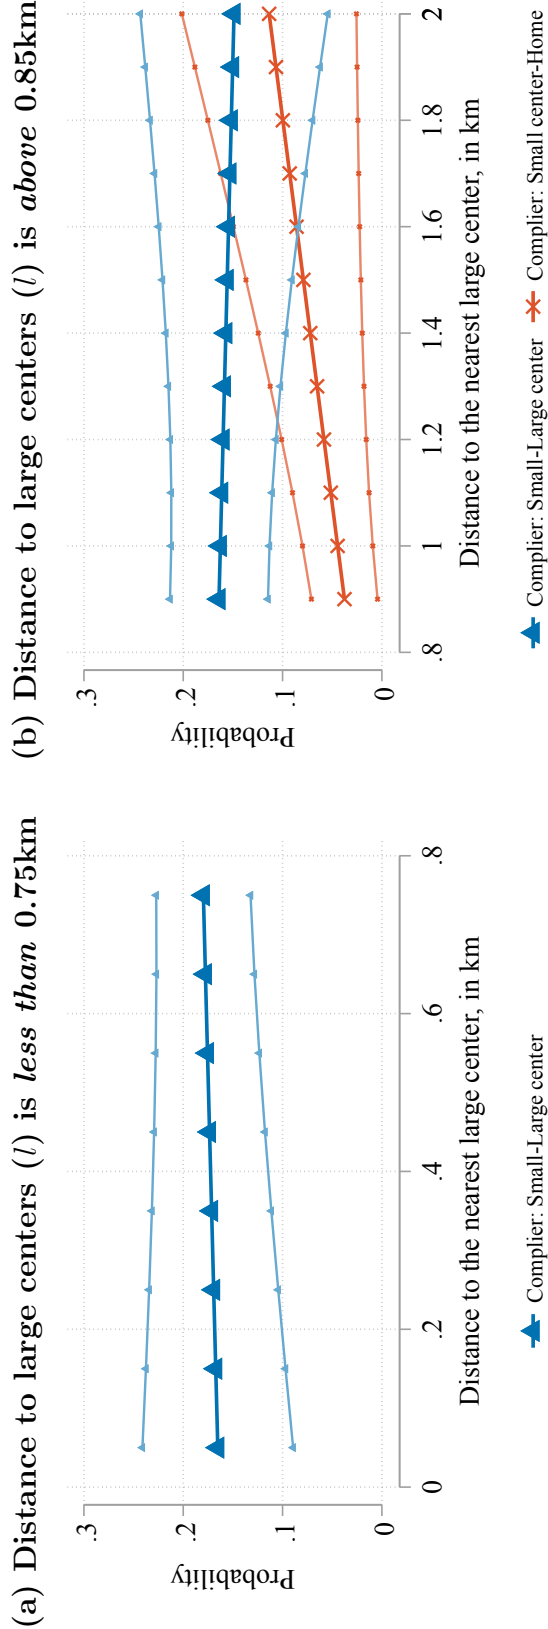 (a) Distance to large centers (l) is less than 0.75km
Probability
.3
.2
.1
0
0
.2
.4
.6
.8
Distance to the nearest large center, in km
Complier: Small-Large center
(b) Distance to large centers (l) is above 0.85km
Probability
.3
.2
.1
0
.8
1
1.2
1.4
1.6
1.8
2
Distance to the nearest large center, in km
Complier: Small-Large center
Complier: Small center-Home